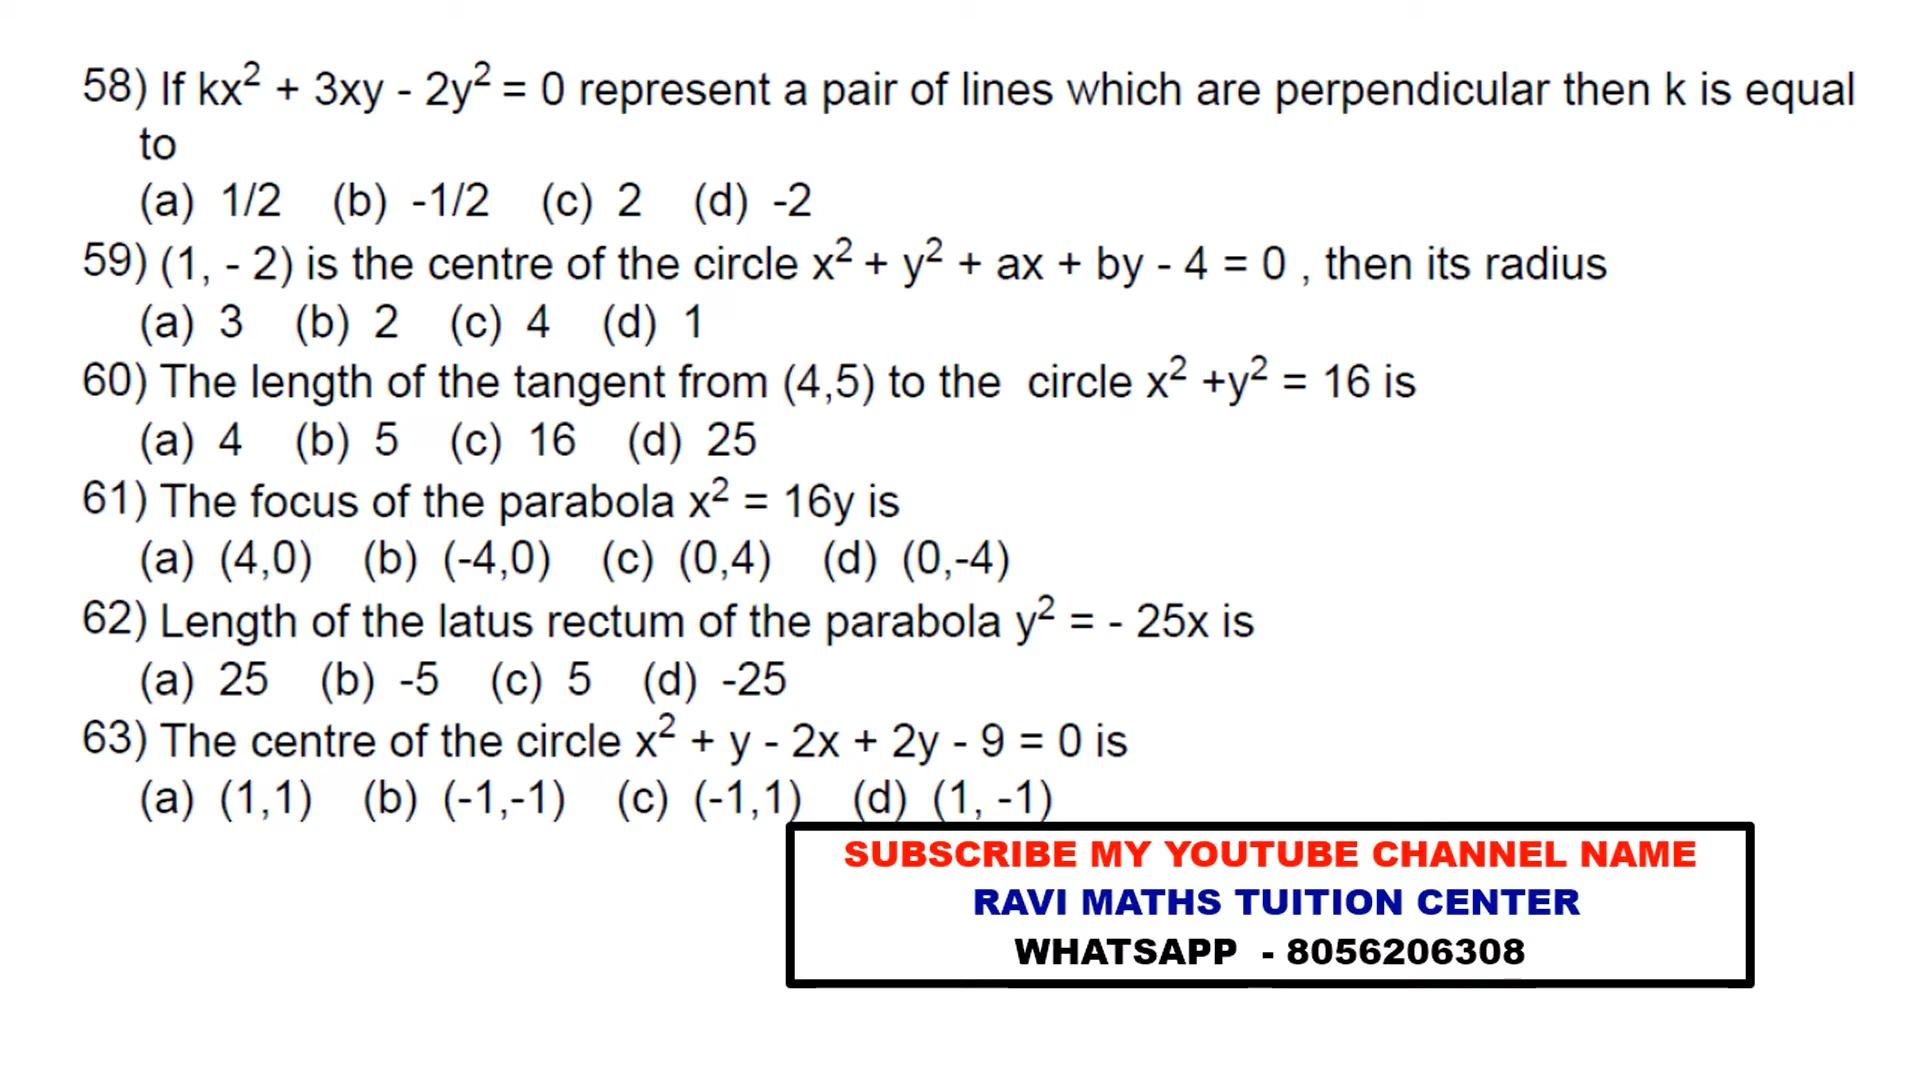 58) If kx² + 3xy - 2y² = 0 represent a pair of lines which are perpendicular then k is equal
to
(a) 1/2 (b) -1/2 (c) 2 (d) -2
59) (1, - 2) is the centre of the circle x² + y² + ax + by - 4 = 0 , then its radius
(a) 3 (b) 2 (c) 4 (d) 1
60) The length of the tangent from (4,5) to the circle x² +y² = 16 is
(a) 4 (b) 5 (c) 16 (d) 25
61) The focus of the parabola x² = 16y is
(a) (4,0) (b) (-4,0) (c) (0,4) (d) (0,-4)
62) Length of the latus rectum of the parabola y² = - 25x is
(a) 25 (b) -5 (c) 5 (d) -25
63) The centre of the circle x² + y - 2x + 2y - 9 = 0 is
(a) (1,1) (b) (-1,-1) (c) (-1,1) (d) (1, -1)
SUBSCRIBE MY YOUTUBE CHANNEL NAME
RAVI MATHS TUITION CENTER
WHATSAPP - 8056206308